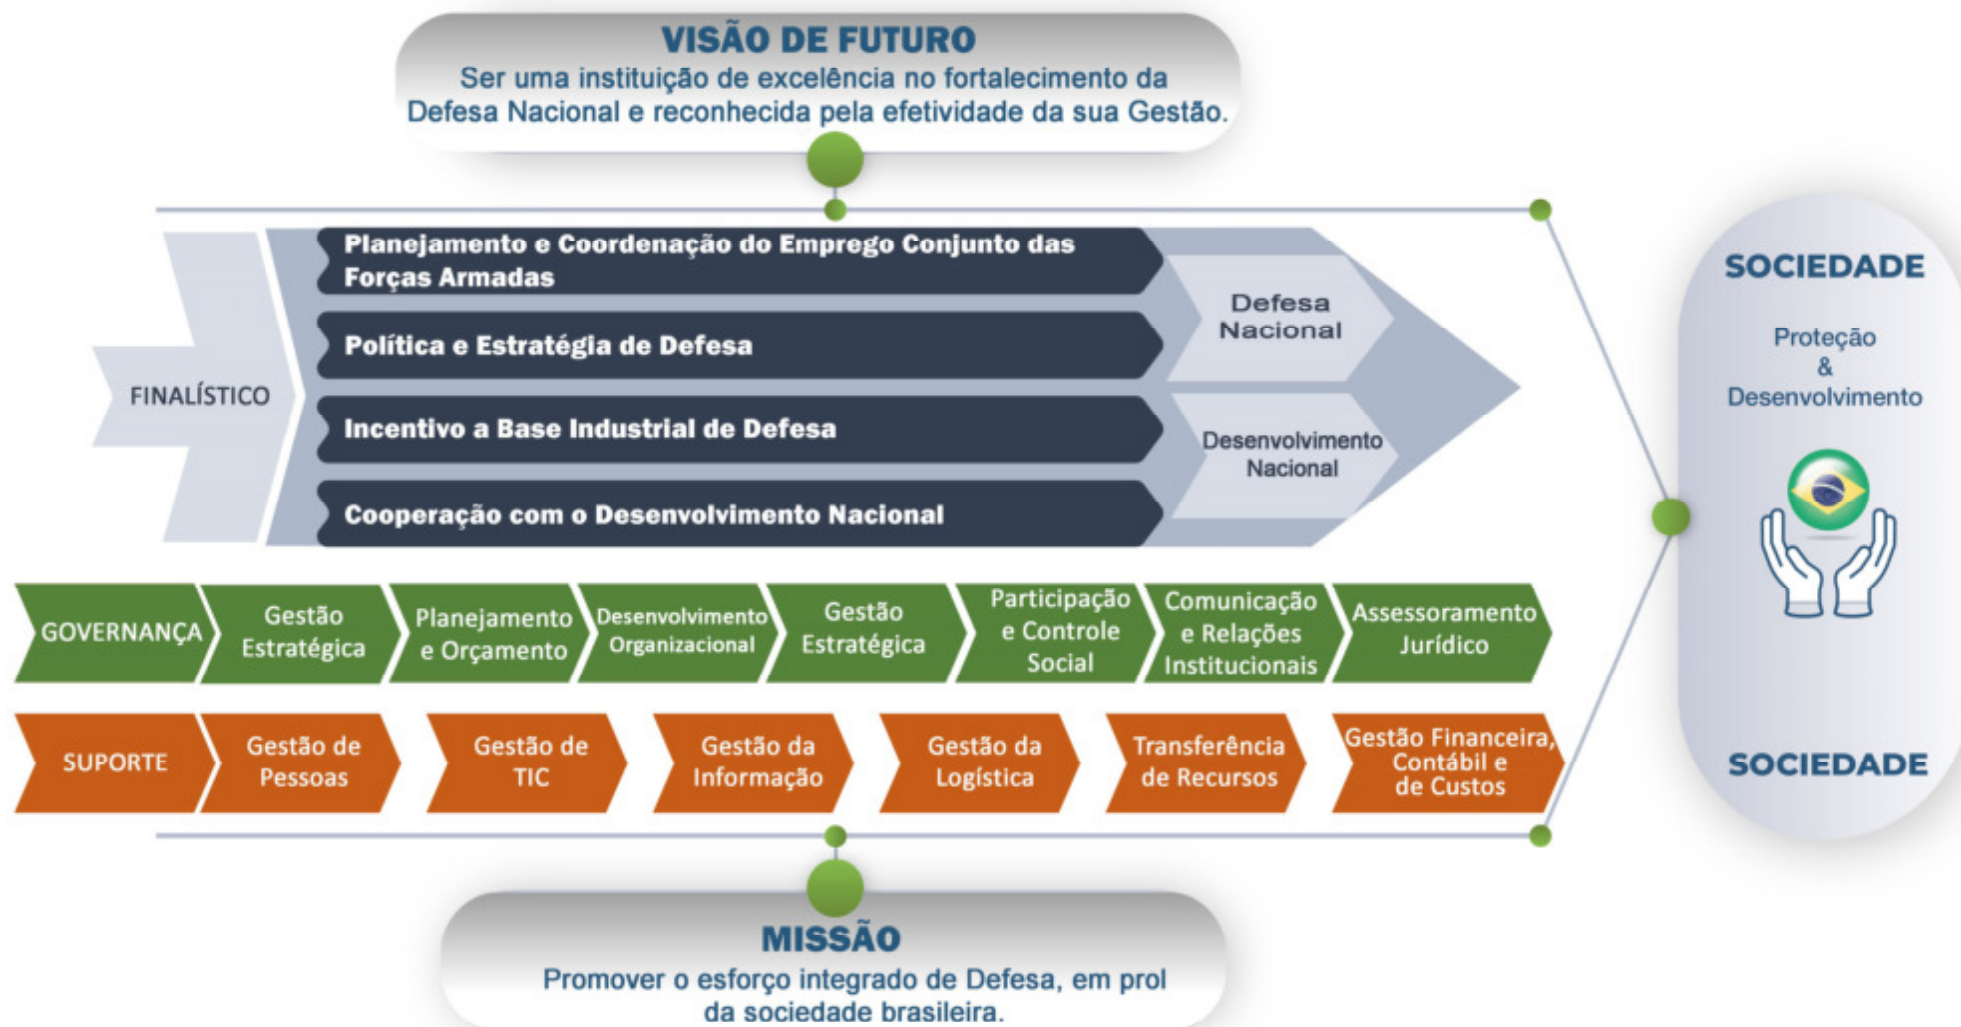 VISÃO DE FUTURO
Ser uma instituição de excelência no fortalecimento da
Defesa Nacional e reconhecida pela efetividade da sua Gestão.
FINALÍSTICO
Planejamento e Coordenação do Emprego Conjunto das
Forças Armadas
Política e Estratégia de Defesa
Incentivo a Base Industrial de Defesa
Cooperação com o Desenvolvimento Nacional
Defesa
Nacional
Desenvolvimento
Nacional
GOVERNANÇA
Gestão
Estratégica
Planejamento
e Orçamento
Desenvolvimento
Organizacional
Gestão
Estratégica
Participação
e Controle
Social
Comunicação
e Relações
Institucionais
Assessoramento
Jurídico
SUPORTE
Gestão de
Pessoas
Gestão de
TIC
Gestão da
Informação
Gestão da
Logística
Transferência
de Recursos
Gestão Financeira,
Contábil e
de Custos
SOCIEDADE
Proteção
&
Desenvolvimento
SOCIEDADE
MISSÃO
Promover o esforço integrado de Defesa, em prol
da sociedade brasileira.